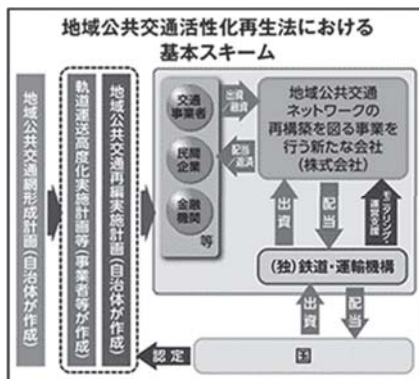 地域公共交通活性化再生法における
基本スキーム
地域公共交通網形成計画(自治体が作成)
軌道運送高度化実施計画等(事業者等が作成)
地域公共交通再編実施計画(自治体が作成)
交通
事業者
民間
企業
金融
機関
等
出資
/融資
配当
/返済
地域公共交通
ネットワークの
再構築を図る事業を
行う新たな会社
(株式会社)
出資
配当
モニタリング・
運営支援
(独)鉄道・運輸機構
出資
配当
認定
国